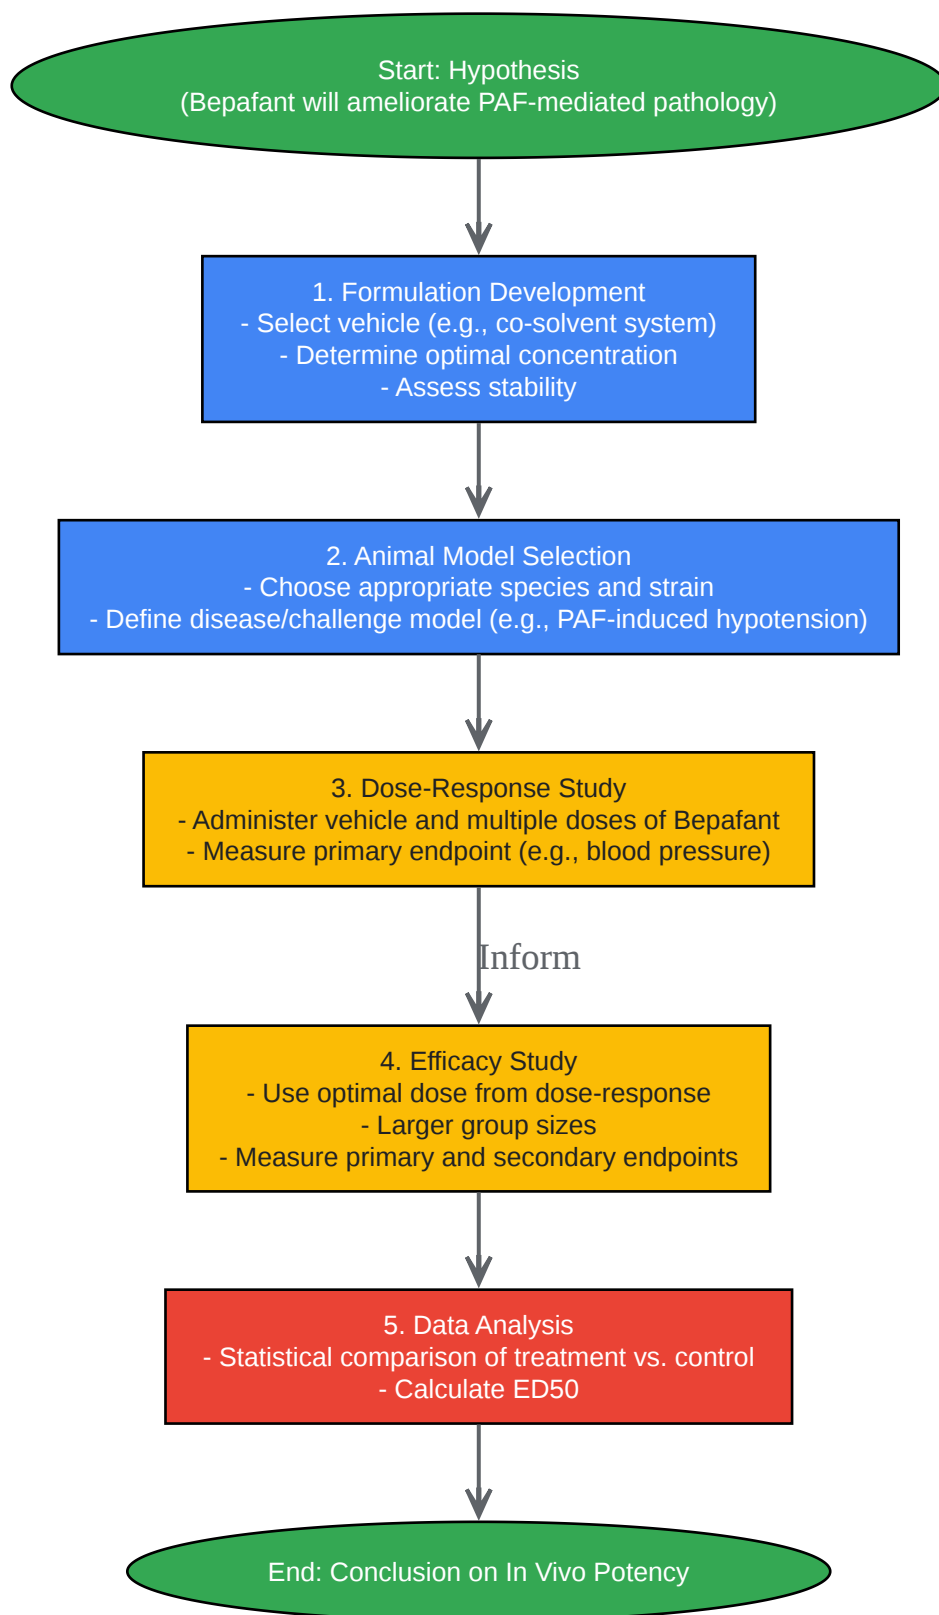 Start: Hypothesis
(Bepafant will ameliorate PAF-mediated pathology)
1. Formulation Development
- Select vehicle (e.g., co-solvent system)
- Determine optimal concentration
- Assess stability
2. Animal Model Selection
- Choose appropriate species and strain
- Define disease/challenge model (e.g., PAF-induced hypotension)
3. Dose-Response Study
- Administer vehicle and multiple doses of Bepafant
- Measure primary endpoint (e.g., blood pressure)
Inform
4. Efficacy Study
- Use optimal dose from dose-response
- Larger group sizes
- Measure primary and secondary endpoints
5. Data Analysis
- Statistical comparison of treatment vs. control
- Calculate ED50
End: Conclusion on In Vivo Potency